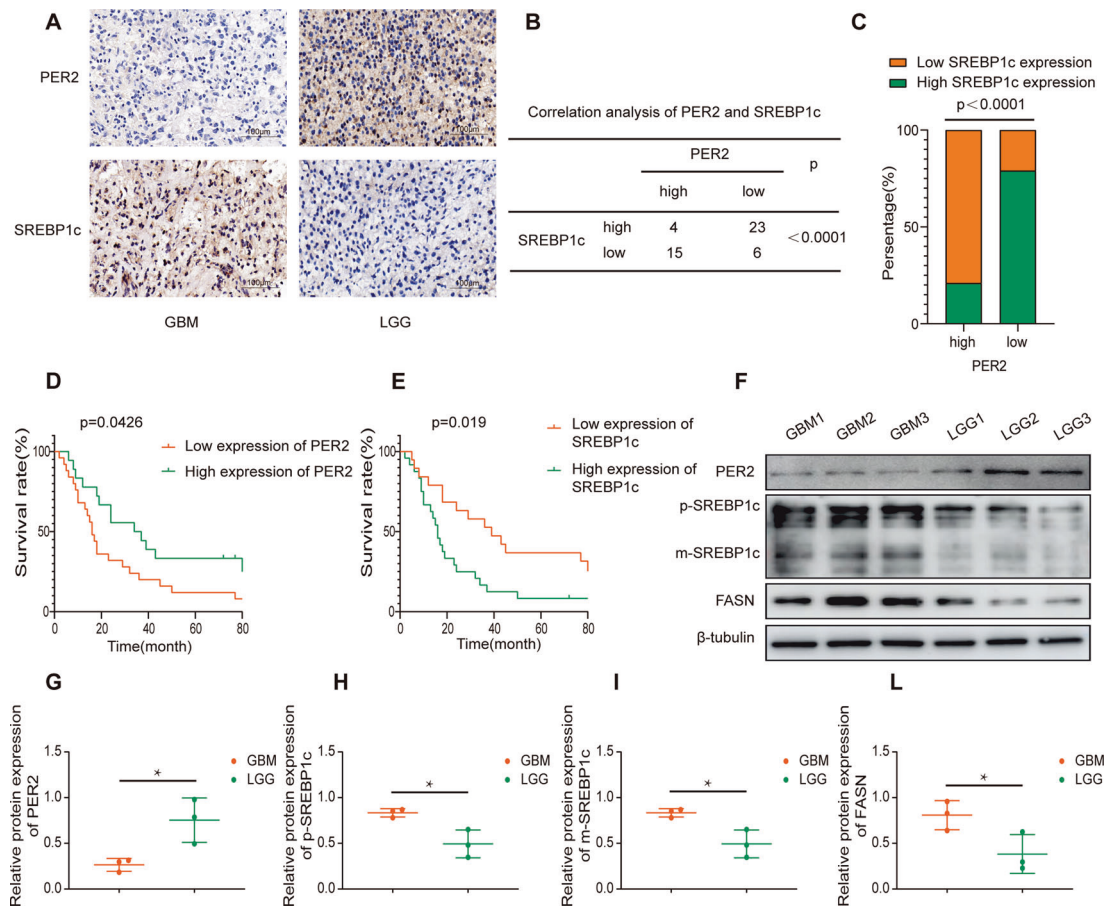 A
PER2
100μm
100μm
SREBP1c
100μm
00μm
GBM
LGG
B
Correlation analysis of PER2 and SREBP1c
PER2
p
high
low
SREBP1c
high
4
23
<0.0001
low
15
6
C
Low SREBP1c expression
High SREBP1c expression
p<0.0001
Persentage(%)
100
50
0
high
low
PER2
D
p=0.0426
Low expression of PER2
High expression of PER2
Survival rate(%)
100
50
0
0
20
40
60
80
Time(month)
E
p=0.019
Low expression of
SREBP1c
High expression of
SREBP1c
Survival rate(%)
100
50
0
0
20
40
60
80
Time(month)
F
GBM1
GBM2
GBM3
LGG1
LGG2
LGG3
PER2
p-SREBP1c
m-SREBP1c
FASN
β-tubulin
G
Relative protein expression
of PER2
1.5
1.0
0.5
0.0
*
GBM
LGG
H
Relative protein expression
of p-SREBP1c
1.5
1.0
0.5
0.0
*
GBM
LGG
I
Relative protein expression
of m-SREBP1c
1.5
1.0
0.5
0.0
*
GBM
LGG
L
Relative protein expression
of FASN
1.5
1.0
0.5
0.0
*
GBM
LGG